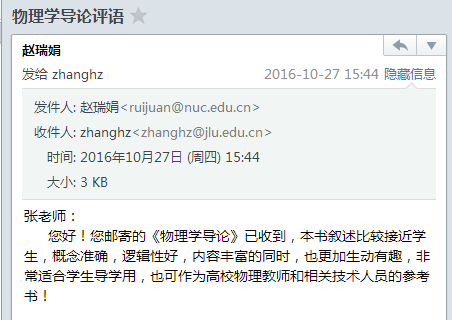 物理学导论评语
赵瑞娟
发给 zhanghz 2016-10-27 15:44 隐藏信息
发件人: 赵瑞娟<ruijuan@nuc.edu.cn>
收件人: zhanghz<zhanghz@jlu.edu.cn>
时间: 2016年10月27日 (周四) 15:44
大小: 3 KB
张老师：
您好！您邮寄的《物理学导论》已收到，本书叙述比较接近学
生，概念准确，逻辑性好，内容丰富的同时，也更加生动有趣，非
常适合学生导学用，也可作为高校物理教师和相关技术人员的参考
书！